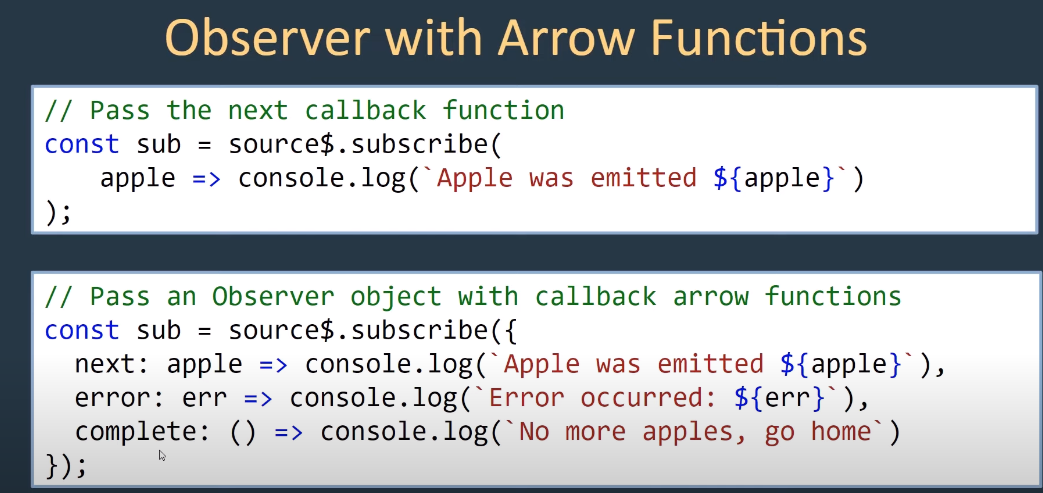 Observer with Arrow Functions
// Pass the next callback function
const sub = source$.subscribe(
    apple => console.log(`Apple was emitted ${apple}`)
);
// Pass an Observer object with callback arrow functions
const sub = source$.subscribe({
  next: apple => console.log(`Apple was emitted ${apple}`),
  error: err => console.log(`Error occurred: ${err}`),
  complete: () => console.log(`No more apples, go home`)
});